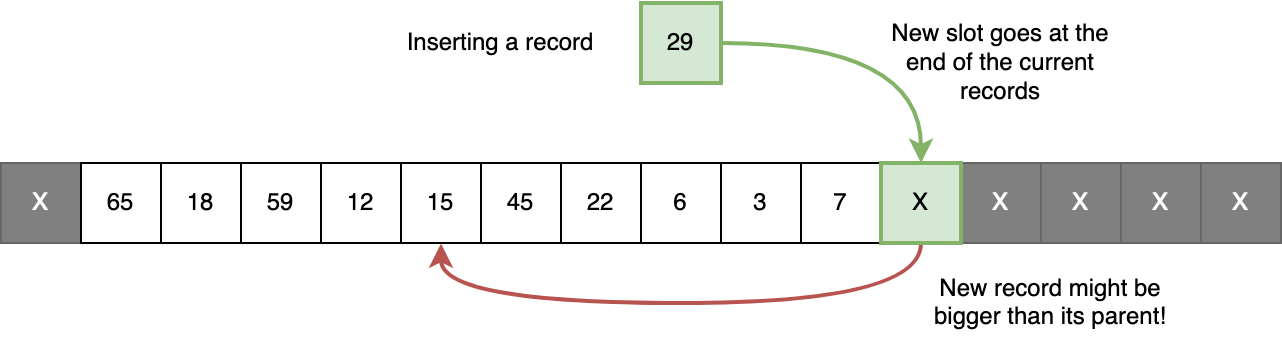 Inserting a record
29
New slot goes at the
end of the current
records
X 65 18 59 12 15 45 22 6 3 7 X X X X X
New record might be
bigger than its parent!